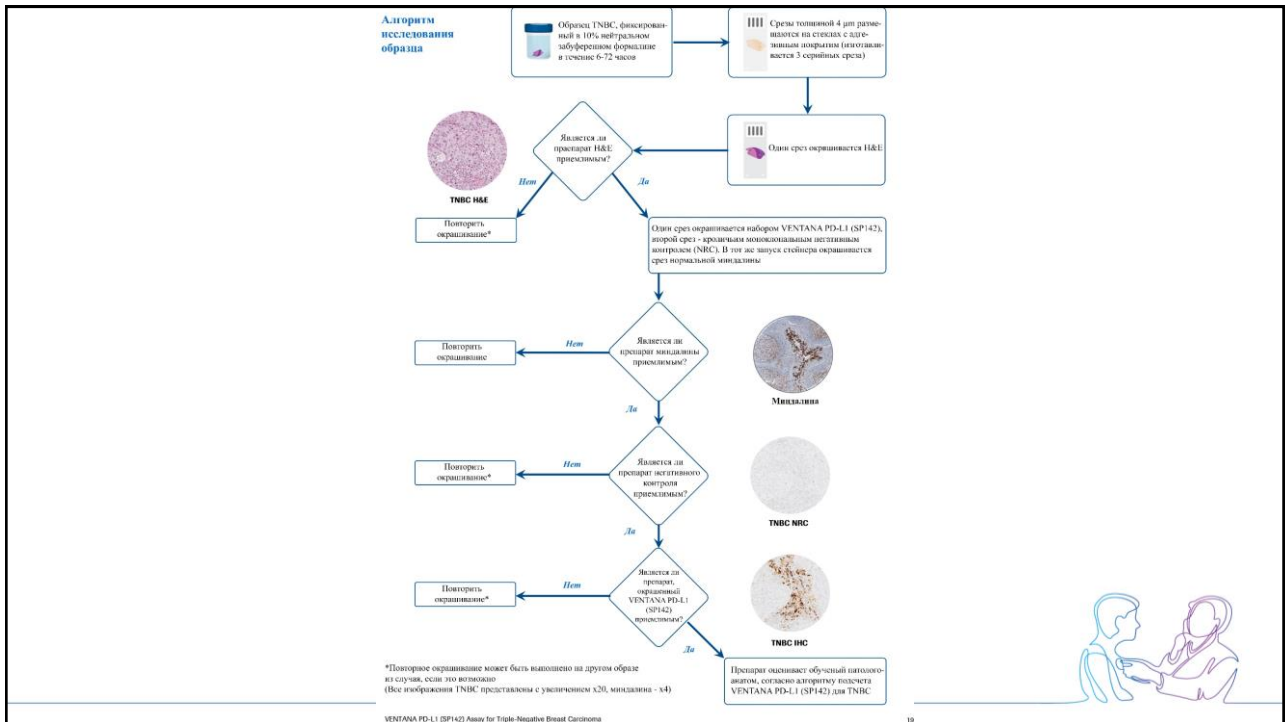 Алгоритм
исследования
образца
Образец TNBC, фиксирован-
ный в 10% нейтральном
забуференном формалине
в течение 6-72 часов
Срезы толщиной 4 μm разме-
щаются на стеклах с адге-
зивным покрытием (изготавли-
вается 3 серийных среза)
Один срез окрашивается H&E
Является ли
праепарат H&E
приемлимым?
TNBC H&E
Нет
Да
Повторить
окрашивание*
Один срез окрашивается набором VENTANA PD-L1 (SP142),
второй срез - кроличьим моноклональным негативным
контролем (NRC). В тот же запуск стейнера окрашивается
срез нормальной миндалины
Является ли
препарат миндалины
приемлимым?
Нет
Повторить
окрашивание
Миндалина
Да
Является ли
препарат негативного
контроля
приемлимым?
Нет
Повторить
окрашивание*
TNBC NRC
Да
Является ли
препарат,
окрашенный
VENTANA PD-L1
(SP142)
приемлимым?
Нет
Повторить
окрашивание*
TNBC IHC
Да
Препарат оценивает обученый патолого-
анатом, согласно алгоритму подсчета
VENTANA PD-L1 (SP142) для TNBC
*Повторное окрашивание может быть выполнено на другом образе
из случая, если это возможно
(Все изображения TNBC представлены с увеличением x20, миндалина - x4)
VENTANA PD-L1 (SP142) Assay for Triple-Negative Breast Carcinoma
19